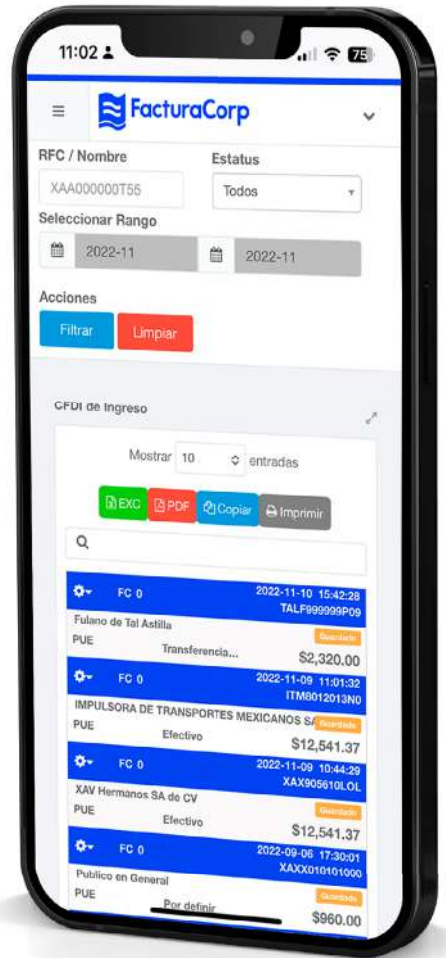 11:02
75
FacturaCorp
RFC / Nombre
Estatus
XAA000000T55
Todos
Seleccionar Rango
2022-11
2022-11
Acciones
Filtrar
Limpiar
CFDI de Ingreso
Mostrar 10 entradas
EXC PDF Copiar Imprimir
FC 0 2022-11-10 15:42:28
TALF999999P09
Fulano de Tal Astilla
Guardado
PUE Transferencia... $2,320.00
FC 0 2022-11-09 11:01:32
ITM8012013N0
IMPULSORA DE TRANSPORTES MEXICANOS SA
Guardado
PUE Efectivo $12,541.37
FC 0 2022-11-09 10:44:29
XAX905610LOL
XAV Hermanos SA de CV
Guardado
PUE Efectivo $12,541.37
FC 0 2022-09-06 17:30:01
XAXX010101000
Publico en General
Guardado
PUE Por definir $960.00